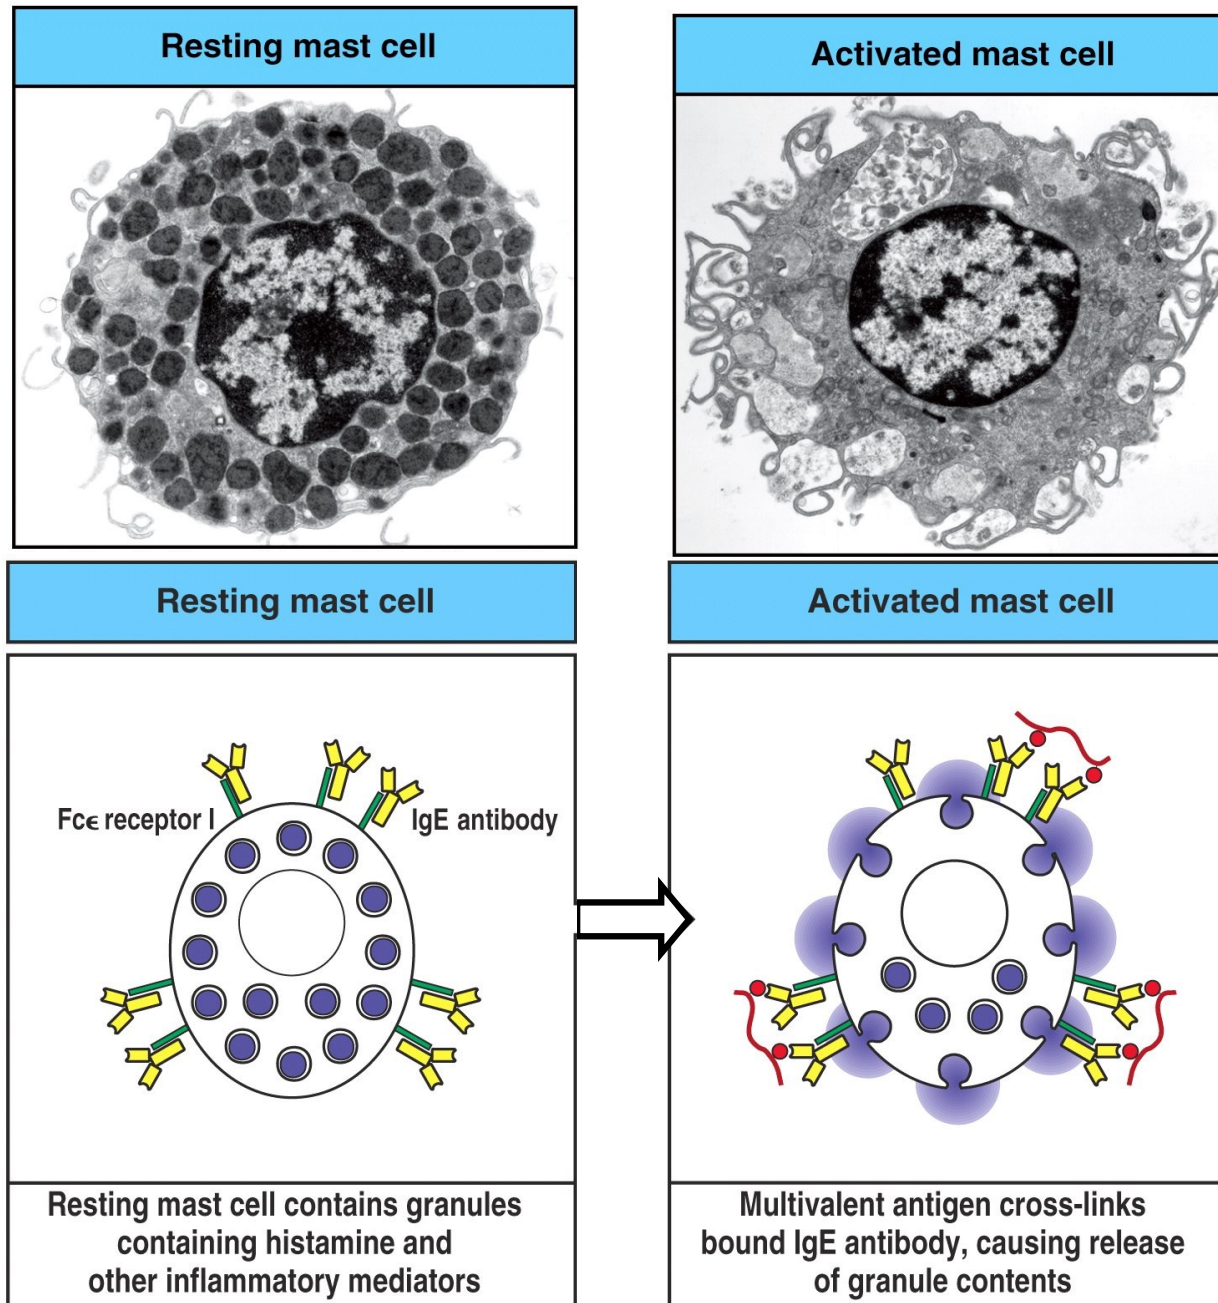 Resting mast cell
Activated mast cell
Resting mast cell
Activated mast cell
Fcϵ receptor I
IgE antibody
Resting mast cell contains granules
containing histamine and
other inflammatory mediators
Multivalent antigen cross-links
bound IgE antibody, causing release
of granule contents